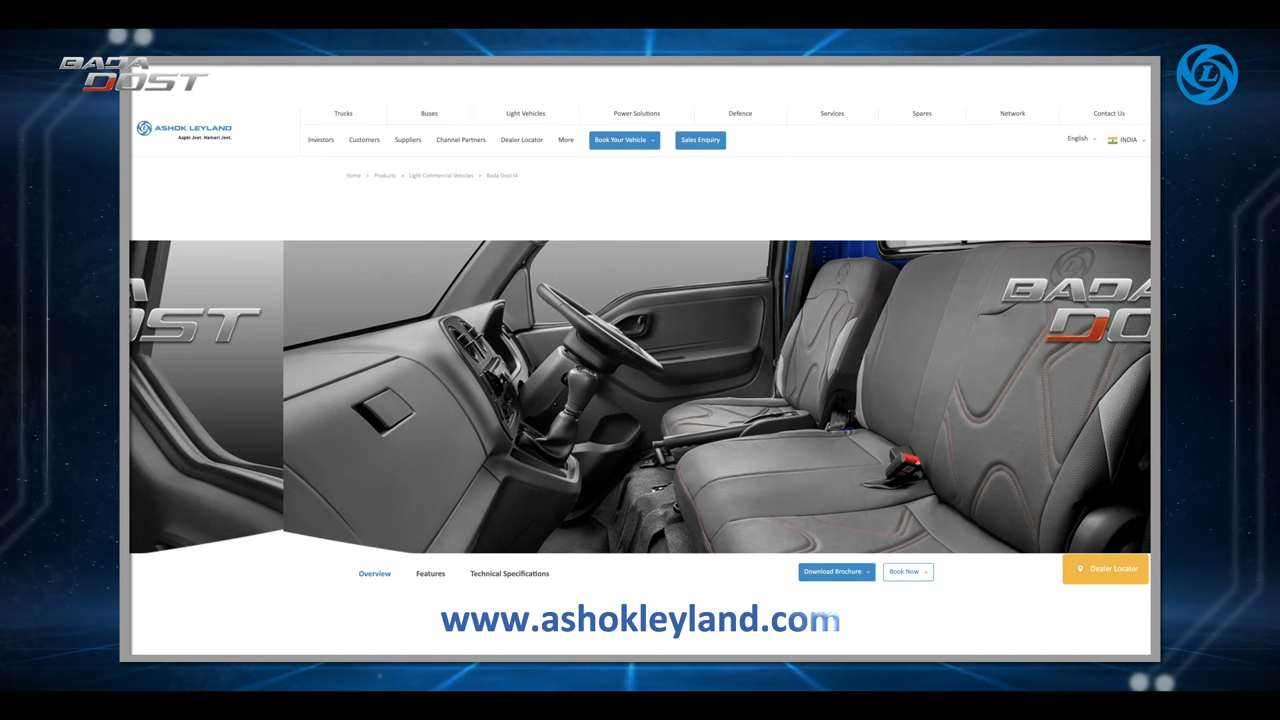 BADA
DOST
L
Trucks Buses Light Vehicles Power Solutions Defence Services Spares Network Contact Us
ASHOK LEYLAND
Aapki Jeet. Hamari Jeet.
Investors Customers Suppliers Channel Partners Dealer Locator More Book Your Vehicle Sales Enquiry English INDIA
Home > Products > Light Commercial Vehicles > Bada Dost I4
A
OST
BADA
DO
Overview Features Technical Specifications Download Brochure Book Now Dealer Locator
www.ashokleyland.com